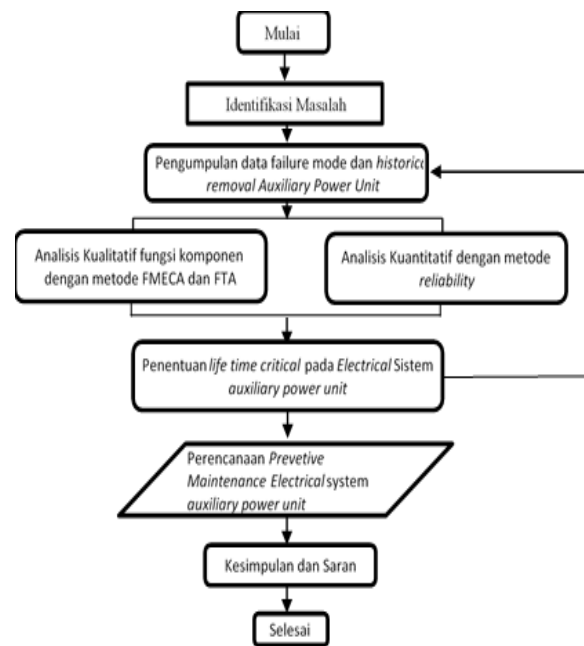 Mulai
Identifikasi Masalah
Pengumpulan data failure mode dan historica
removal Auxiliary Power Unit
Analisis Kualitatif fungsi komponen
dengan metode FMECA dan FTA
Analisis Kuantitatif dengan metode
reliability
Penentuan life time critical pada Electrical Sistem
auxiliary power unit
Perencanaan Prevetive
Maintenance Electrical system
auxiliary power unit
Kesimpulan dan Saran
Selesai